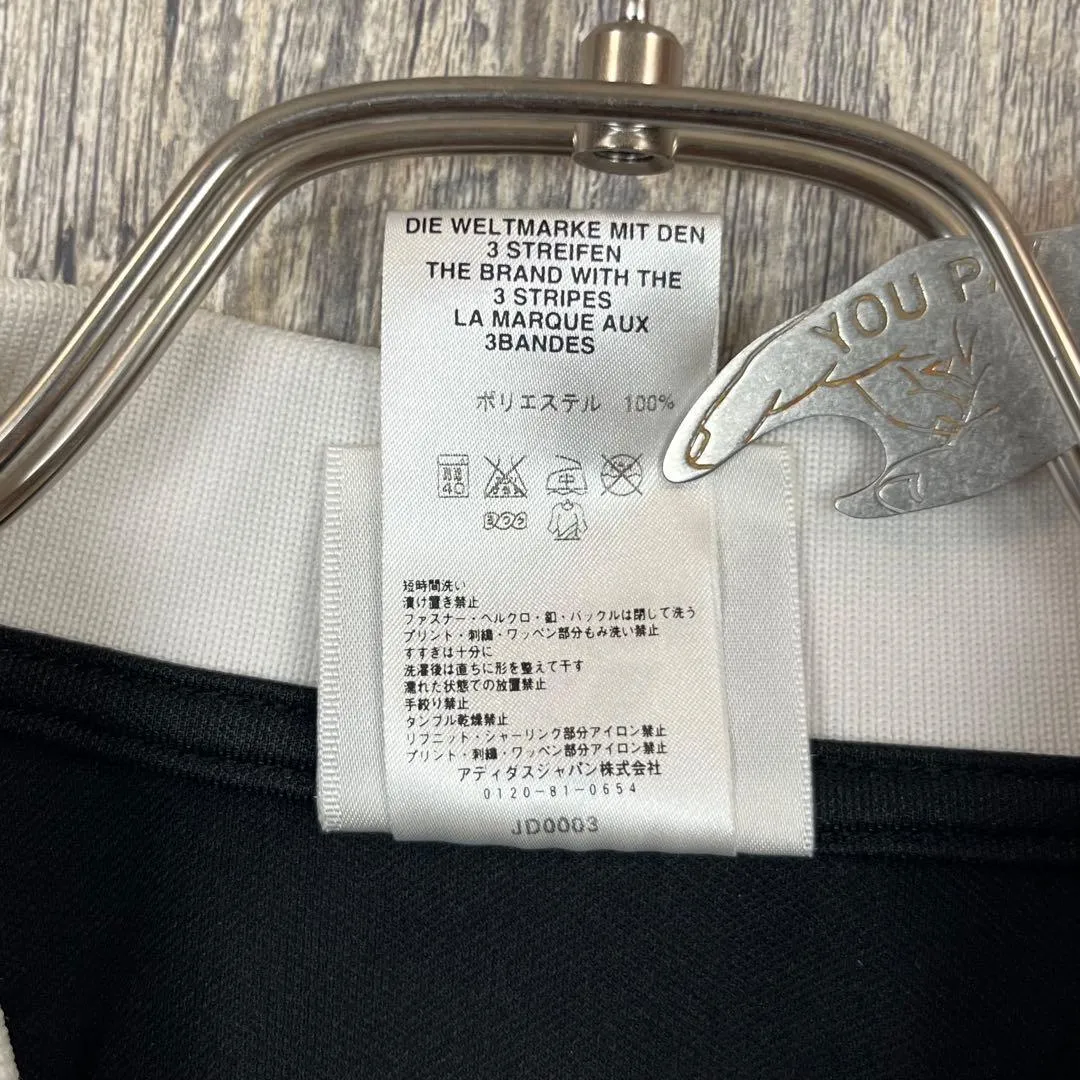 DIE WELTMARKE MIT DEN
3 STREIFEN
THE BRAND WITH THE
3 STRIPES
LA MARQUE AUX
3BANDES
YOU P
ポリエステル 100%
40
中
ヨワク
短時間洗い
漬け置き禁止
ファスナー・ベルクロ・釦・バックルは閉じて洗う
プリント・刺繍・ワッペン部分もみ洗い禁止
すすぎは十分に
洗濯後は直ちに形を整えて干す
濡れた状態での放置禁止
手絞り禁止
タンブル乾燥禁止
リブニット・シャーリング部分アイロン禁止
プリント・刺繍・ワッペン部分アイロン禁止
アディダスジャパン株式会社
0120-81-0654
JD0003